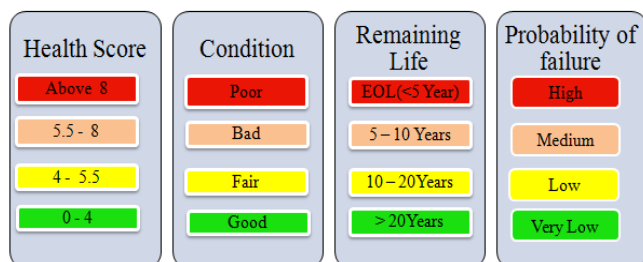 Health Score
Above 8
5.5 - 8
4 - 5.5
0 - 4
Condition
Poor
Bad
Fair
Good
Remaining
Life
EOL(<5 Year)
5 – 10 Years
10 – 20Years
> 20Years
Probability of
failure
High
Medium
Low
Very Low